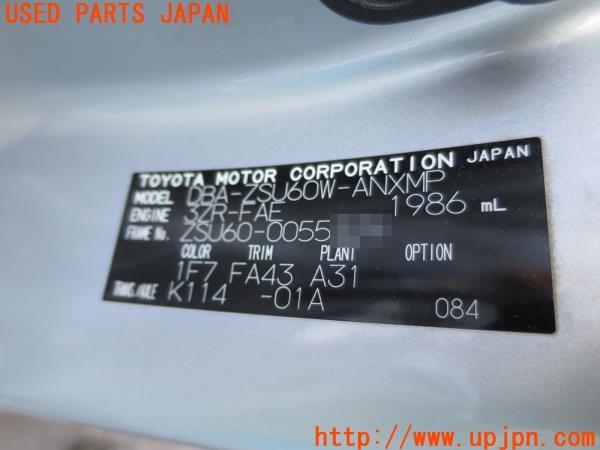 USED PARTS JAPAN
TOYOTA MOTOR CORPORATION JAPAN
MODEL DBA-ZSU60W-ANXMP
ENGINE 3ZR-FAE 1986 mL
FRAME No. ZSU60-0055
COLOR TRIM PLANT OPTION
1F7 FA43 A31
TRANS/AXLE K114 -01A 084
http://www.upjpn.com